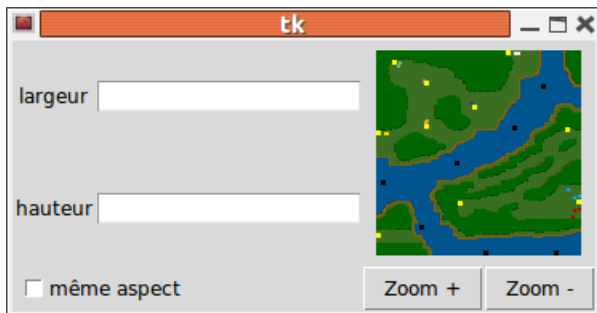 tk
largeur
hauteur
même aspect
Zoom +
Zoom -